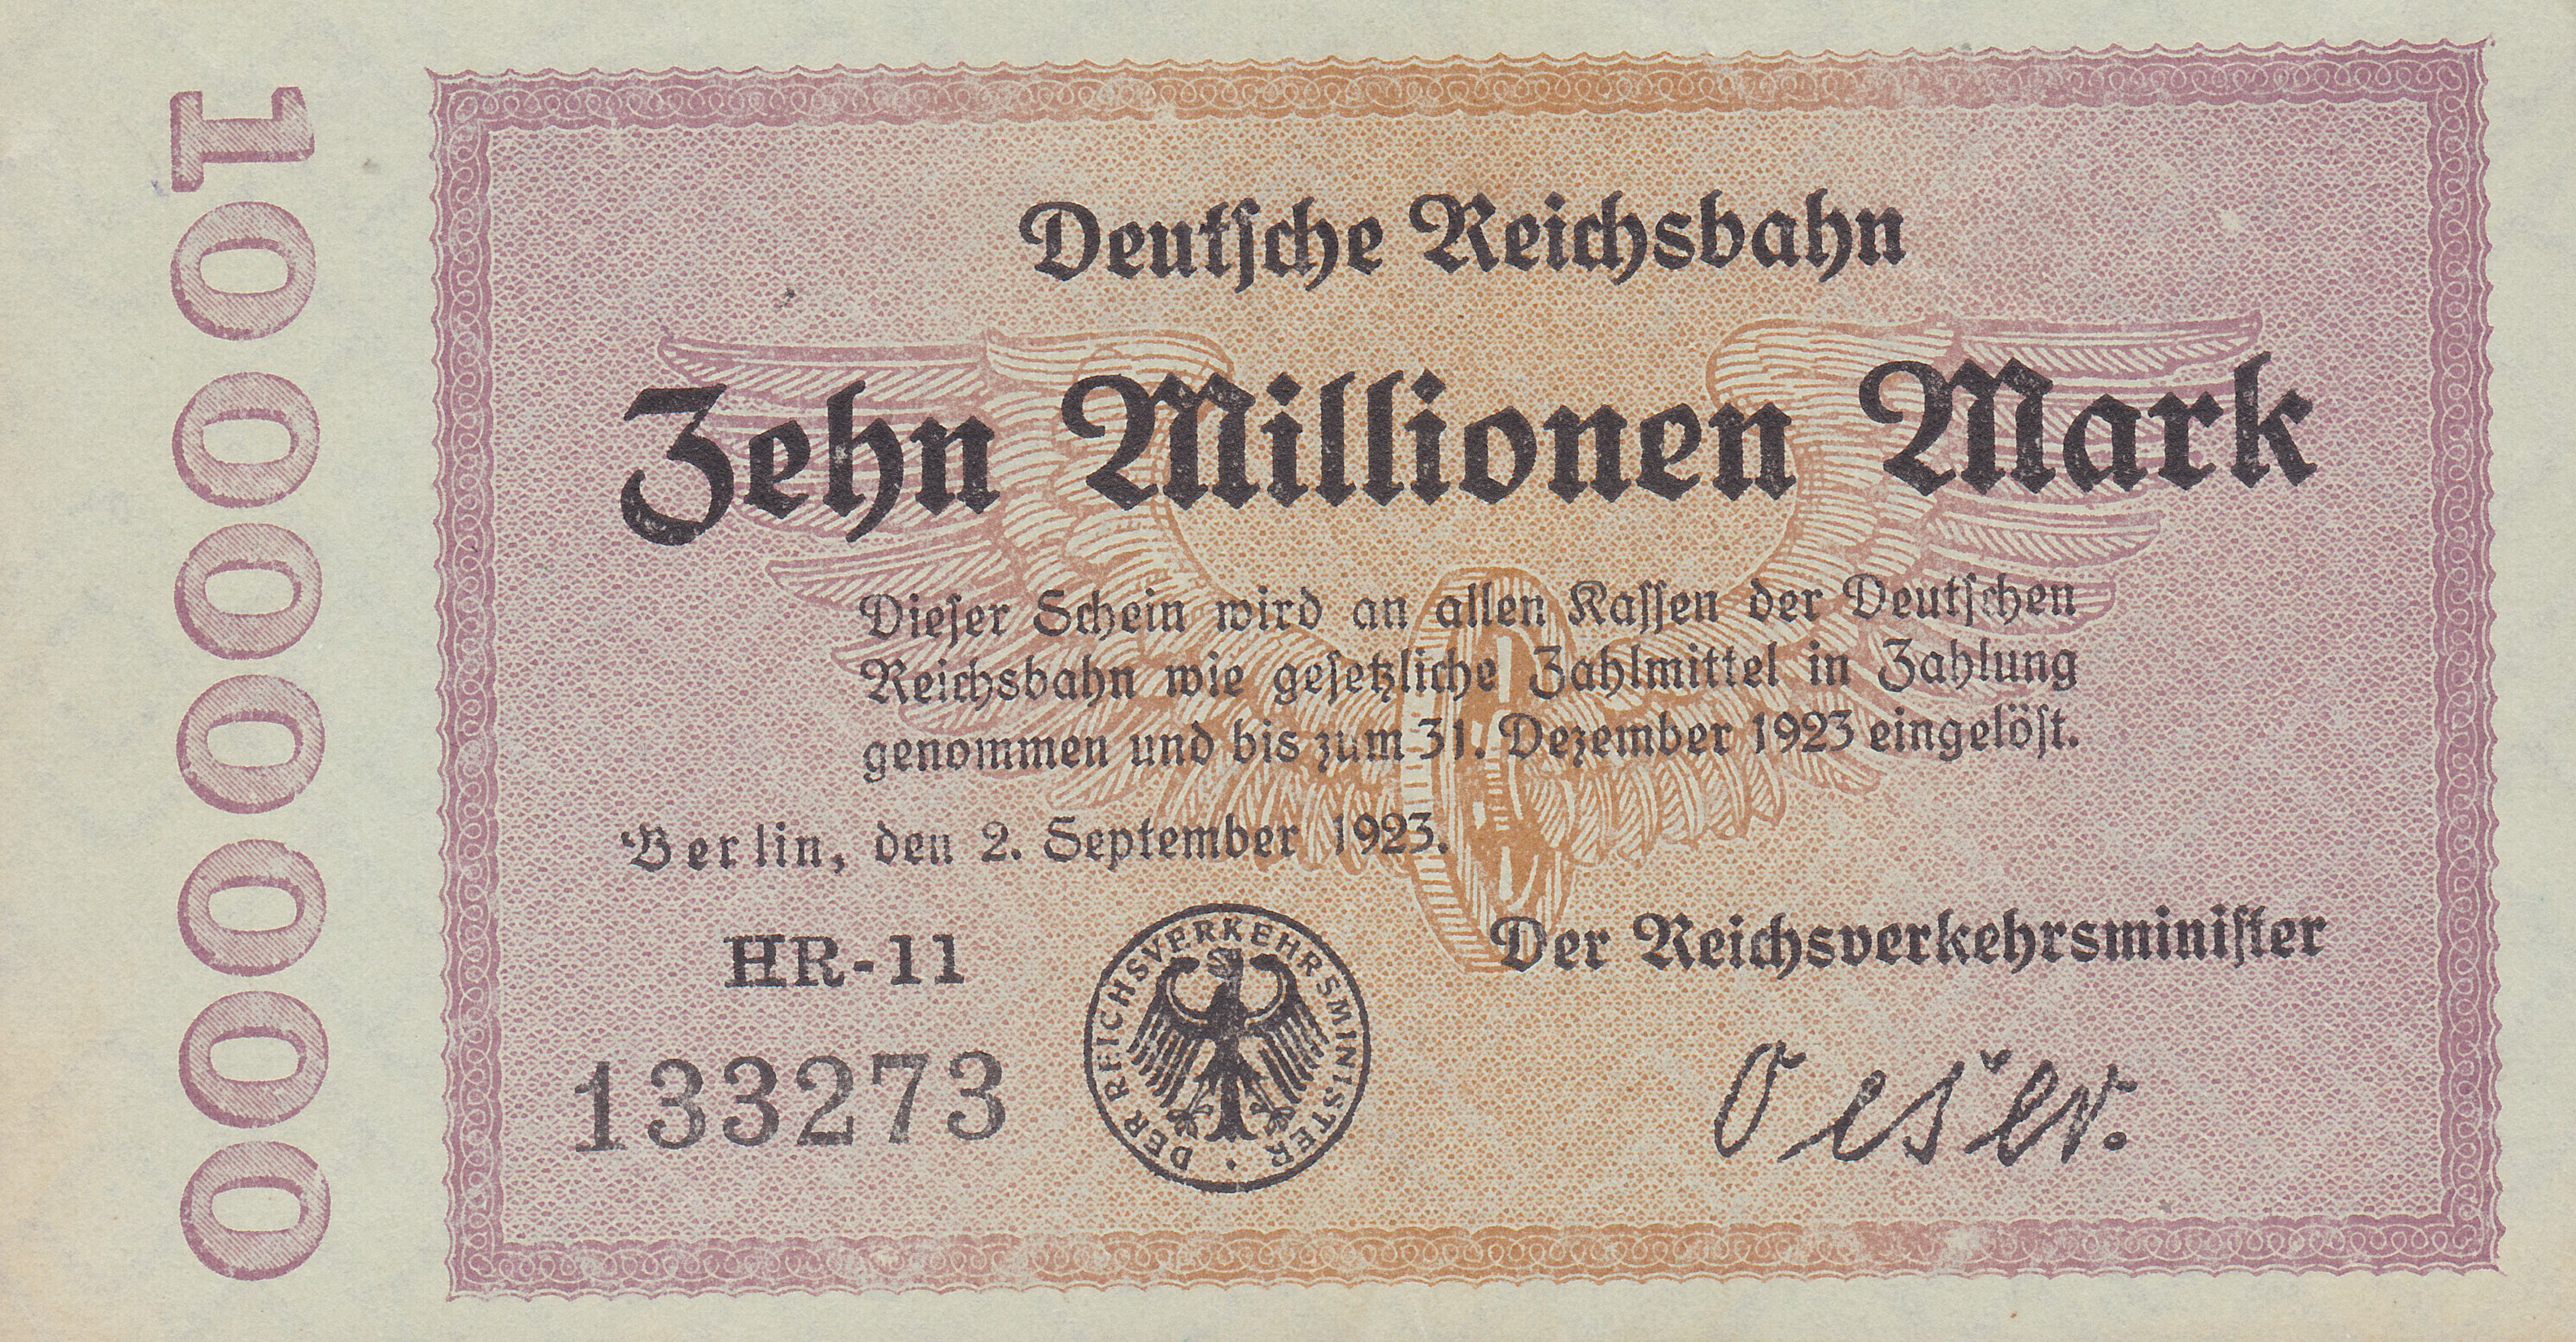 10000000
Deutſche Reichsbahn
Zehn Millionen Mark
Dieſer Schein wird an allen Kaſſen der Deutſchen
Reichsbahn wie geſetzliche Zahlmittel in Zahlung
genommen und bis zum 31. Dezember 1923 eingelöſt.
Berlin, den 2. September 1923.
HR-11
Der Reichsverkehrsminiſter
133273
DER REICHSVERKEHRSMINISTER ·
Oeser.